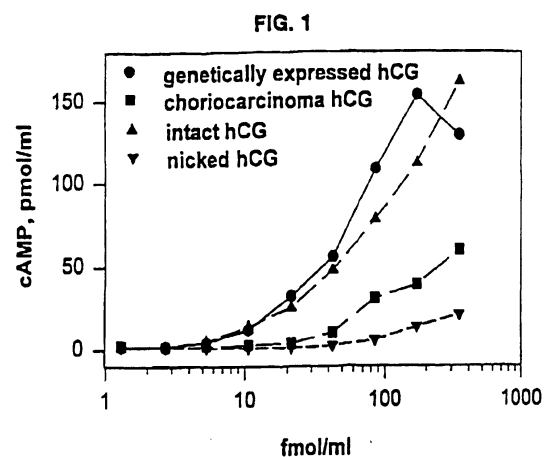 FIG. 1
genetically expressed hCG
choriocarcinoma hCG
intact hCG
nicked hCG
cAMP, pmol/ml
150
100
50
0
1
10
100
1000
fmol/ml